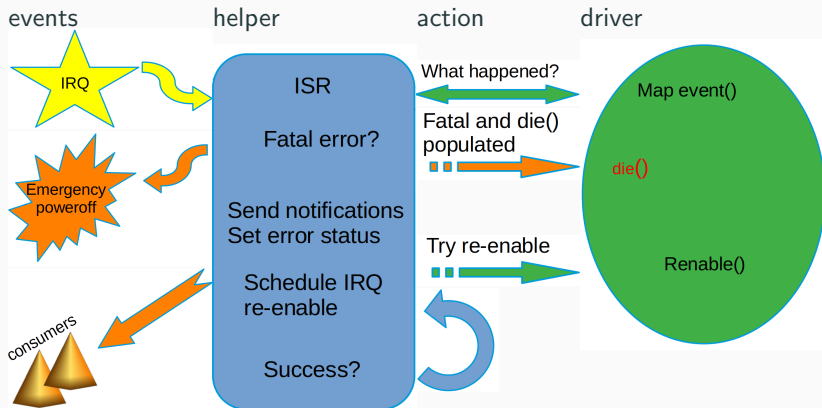 events
helper
action
driver
IRQ
ISR
What happened?
Map event()
Fatal error?
Fatal and die()
populated
die()
Emergency
poweroff
Send notifications
Set error status
Try re-enable
Renable()
Schedule IRQ
re-enable
consumers
Success?